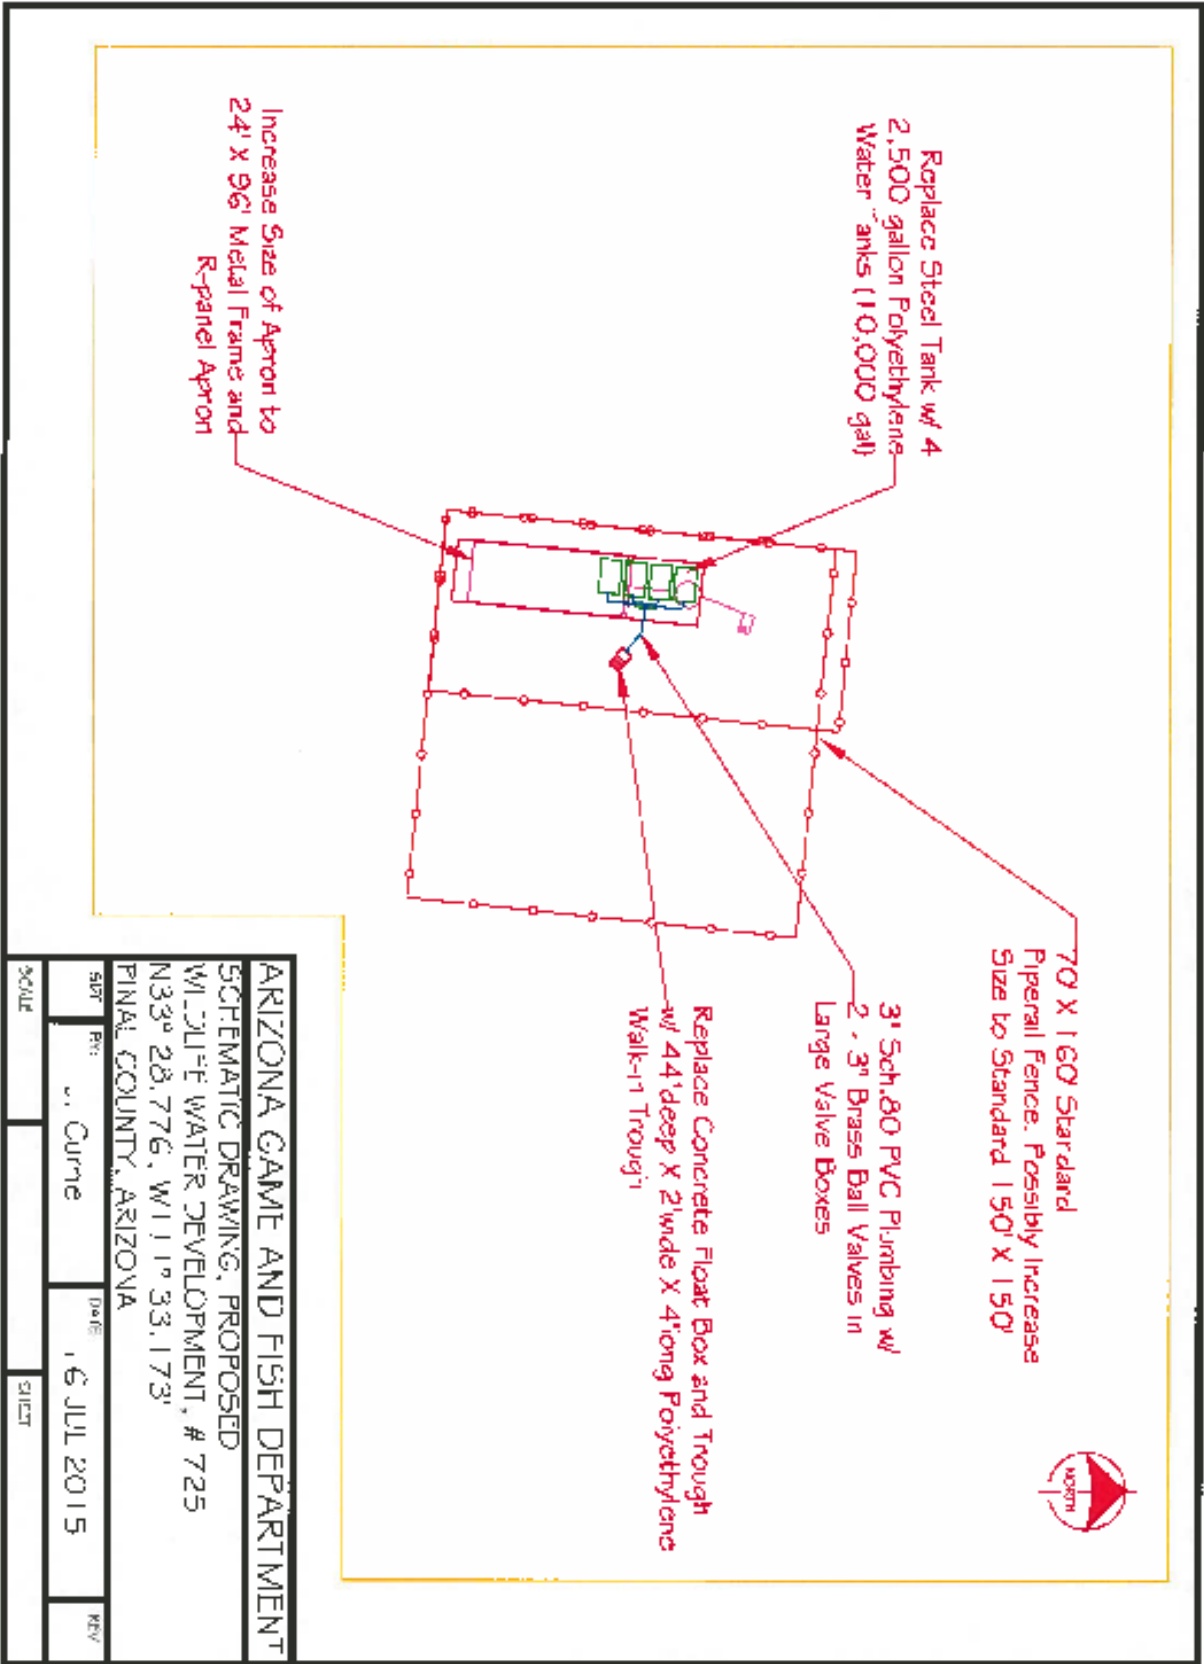 Replace Steel Tank w/ 4
2,500 gallon Polyethylene
Water Tanks (10,000 gal)
Increase Size of Apron to
24' X 96' Metal Frame and
R-panel Apron
70' X 160' Standard
Piperail Fence. Possibly Increase
Size to Standard 150' X 150'
3" Sch.80 PVC Plumbing w/
2 - 3" Brass Ball Valves in
Large Valve Boxes
Replace Concrete Float Box and Trough
w/ 44"deep X 2'wide X 4'long Polyethylene
Walk-in Trough
NORTH
ARIZONA GAME AND FISH DEPARTMENT
SCHEMATIC DRAWING, PROPOSED
WILDLIFE WATER DEVELOPMENT, # 725
N33° 28.776, W111° 33.173'
PINAL COUNTY, ARIZONA
BY:
DATE
REV
SCALE
SHEET